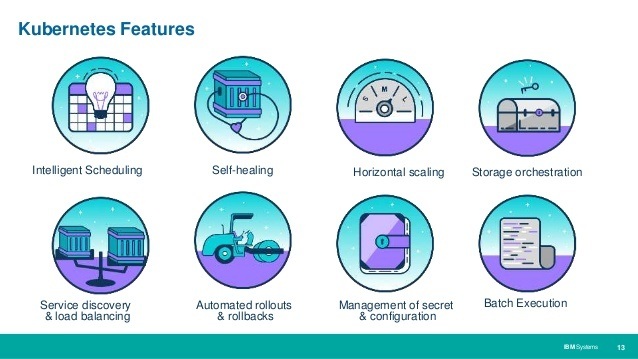 Kubernetes Features
S M L
Intelligent Scheduling
Self-healing
Horizontal scaling
Storage orchestration
Service discovery
& load balancing
Automated rollouts
& rollbacks
Management of secret
& configuration
Batch Execution
IBM Systems
13